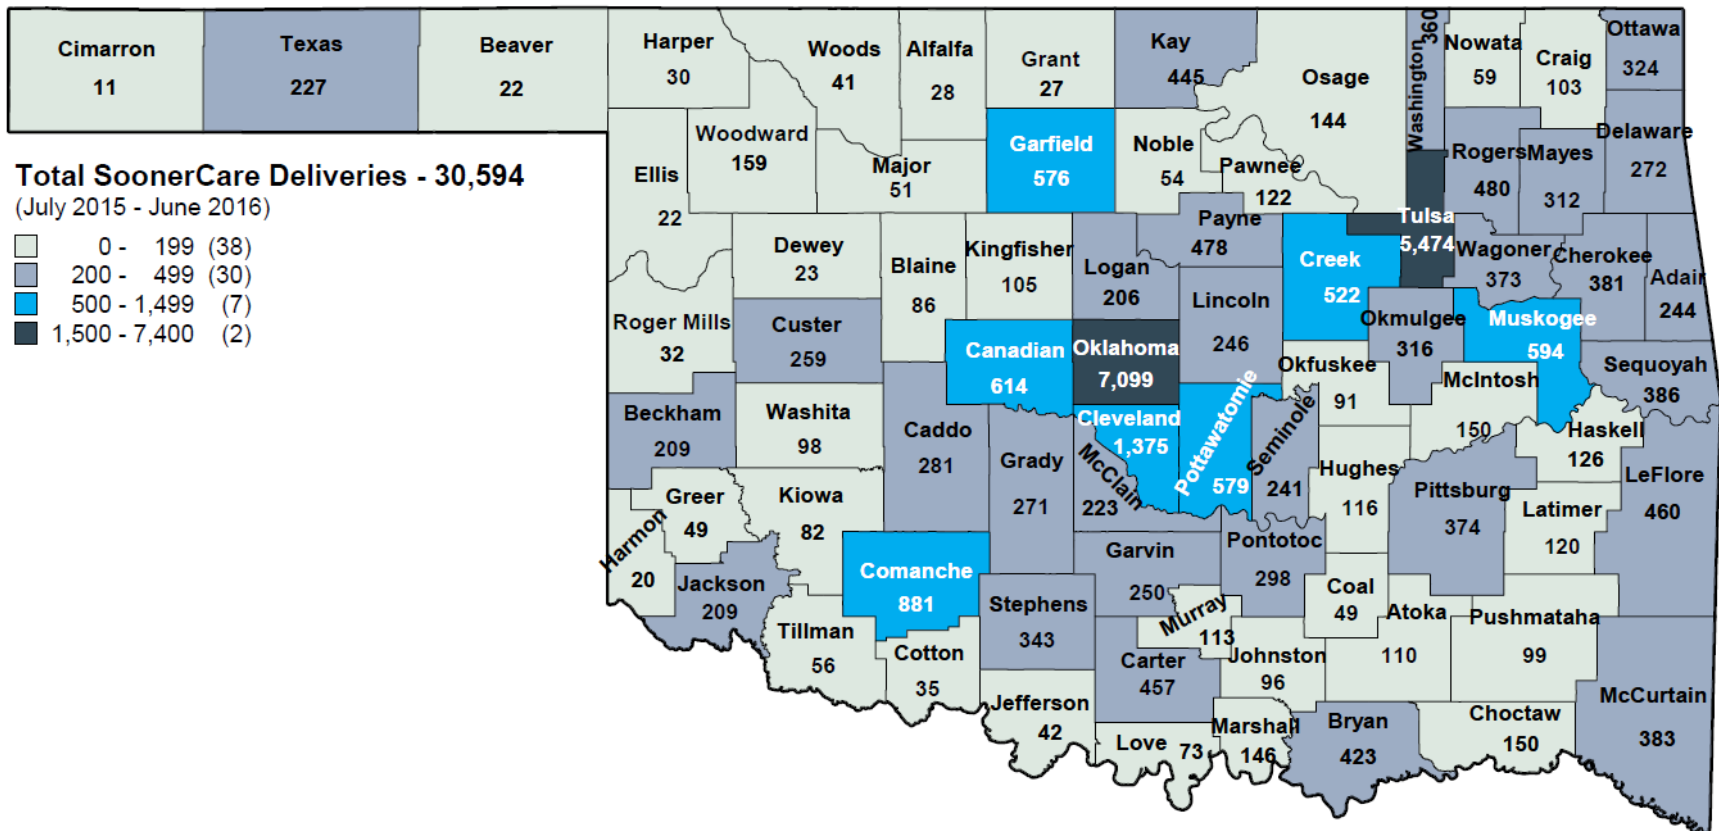 Cimarron
11
Texas
227
Beaver
22
Harper
30
Woods
41
Alfalfa
28
Grant
27
Kay
445
Osage
144
Washington
360
Nowata
59
Craig
103
Ottawa
324
Total SoonerCare Deliveries - 30,594
(July 2015 - June 2016)
0 - 199 (38)
200 - 499 (30)
500 - 1,499 (7)
1,500 - 7,400 (2)
Ellis
22
Woodward
159
Major
51
Garfield
576
Noble
54
Pawnee
122
Rogers
480
Mayes
312
Delaware
272
Dewey
23
Blaine
86
Kingfisher
105
Logan
206
Payne
478
Lincoln
246
Creek
522
Tulsa
5,474
Wagoner
373
Cherokee
381
Adair
244
Roger Mills
32
Custer
259
Canadian
614
Oklahoma
7,099
Okmulgee
316
Muskogee
594
Sequoyah
386
Okfuskee
91
McIntosh
150
Haskell
126
Beckham
209
Washita
98
Caddo
281
Grady
271
Cleveland
1,375
McClain
223
Pottawatomie
579
Seminole
241
Hughes
116
Pittsburg
374
Latimer
120
LeFlore
460
Harmon
20
Greer
49
Kiowa
82
Jackson
209
Comanche
881
Garvin
250
Pontotoc
298
Coal
49
Atoka
110
Pushmataha
99
Tillman
56
Cotton
35
Stephens
343
Murray
113
Carter
457
Johnston
96
McCurtain
383
Jefferson
42
Love 73
Marshall
146
Bryan
423
Choctaw
150